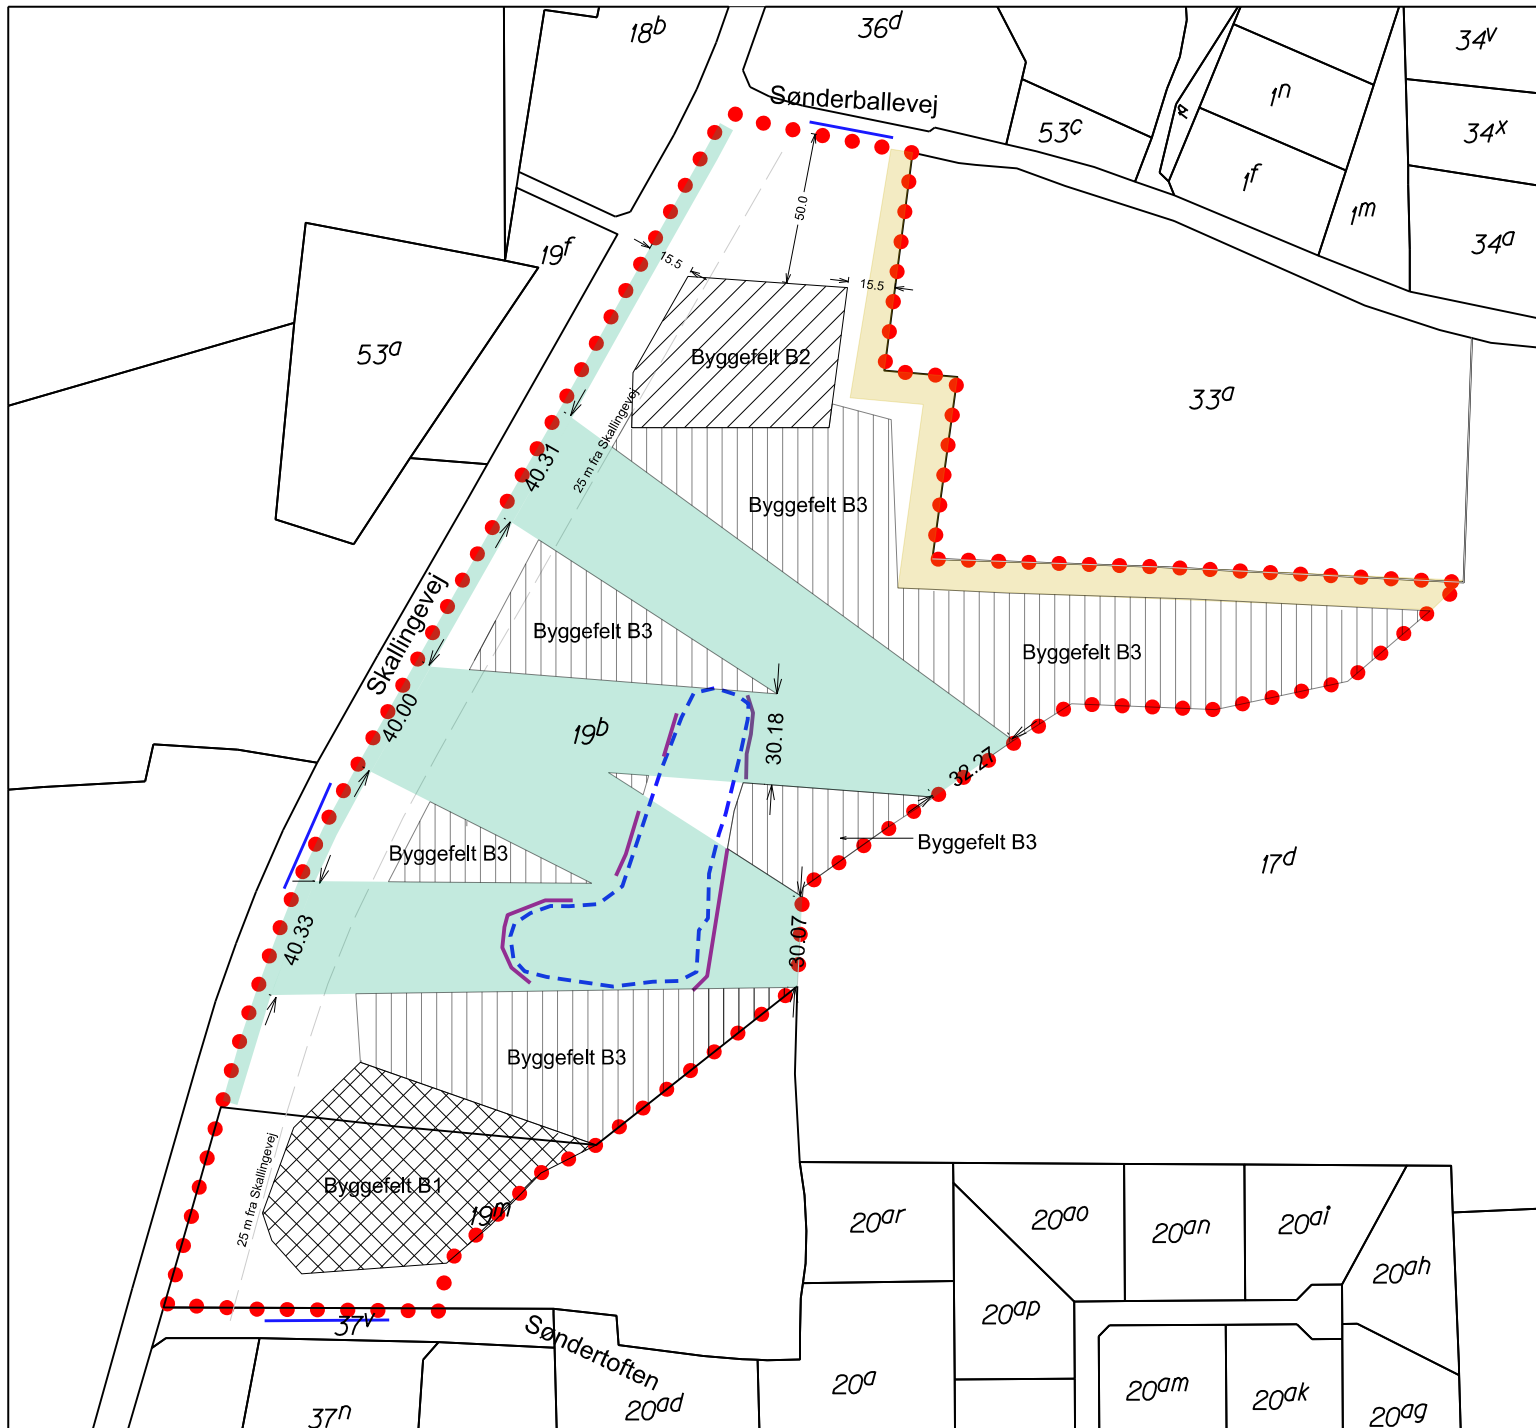 18b
36d
34v
Sønderballevej
1n
53c
34x
1f
1m
34a
19f
50.0
15.5
15.5
53a
Byggefelt B2
33a
25 m fra Skallingevej
40.31
Byggefelt B3
Skallingevej
Byggefelt B3
Byggefelt B3
40.00
19b
30.18
32.27
Byggefelt B3
Byggefelt B3
17d
40.33
30.07
Byggefelt B3
25 m fra Skallingevej
Byggefelt B1
19m
20ar
20ao
20an
20ai
20ah
20ap
37v
Søndertoften
20a
20am
20ak
20ag
37n
20ad